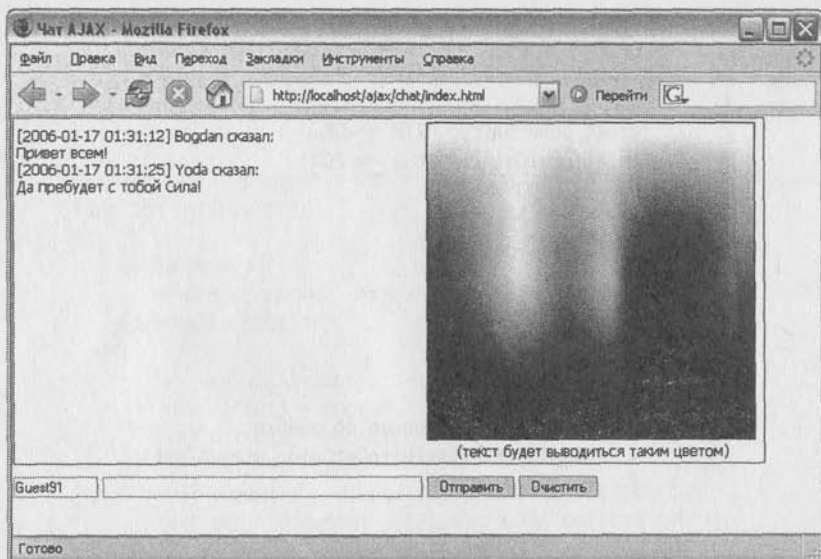 Чат AJAX - Mozilla Firefox
Файл Правка Вид Переход Закладки Инструменты Справка
http://localhost/ajax/chat/index.html Перейти G
[2006-01-17 01:31:12] Bogdan сказал:
Привет всем!
[2006-01-17 01:31:25] Yoda сказал:
Да пребудет с тобой Сила!
(текст будет выводиться таким цветом)
Guest91 Отправить Очистить
Готово